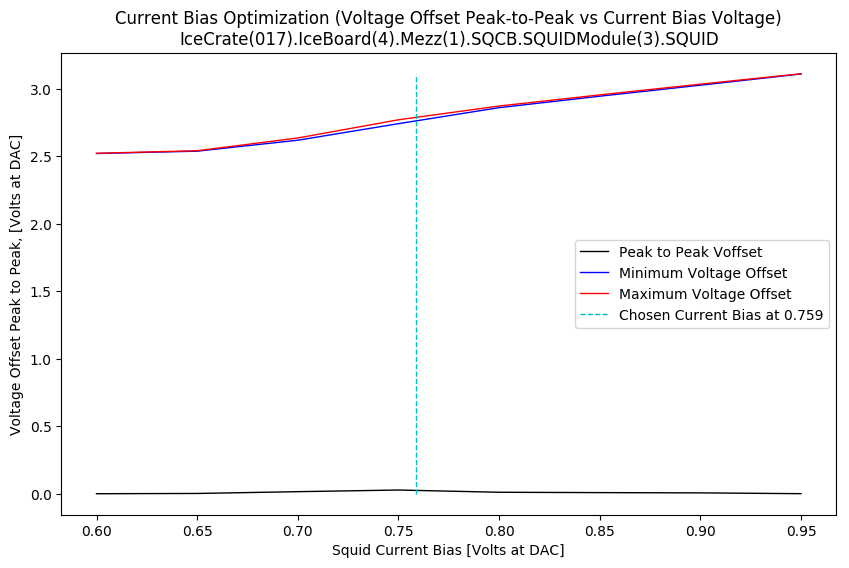 Current Bias Optimization (Voltage Offset Peak-to-Peak vs Current Bias Voltage)
IceCrate(017).IceBoard(4).Mezz(1).SQCB.SQUIDModule(3).SQUID
Voltage Offset Peak to Peak, [Volts at DAC]
3.0
2.5
2.0
1.5
1.0
0.5
0.0
Peak to Peak Voffset
Minimum Voltage Offset
Maximum Voltage Offset
Chosen Current Bias at 0.759
0.60 0.65 0.70 0.75 0.80 0.85 0.90 0.95
Squid Current Bias [Volts at DAC]